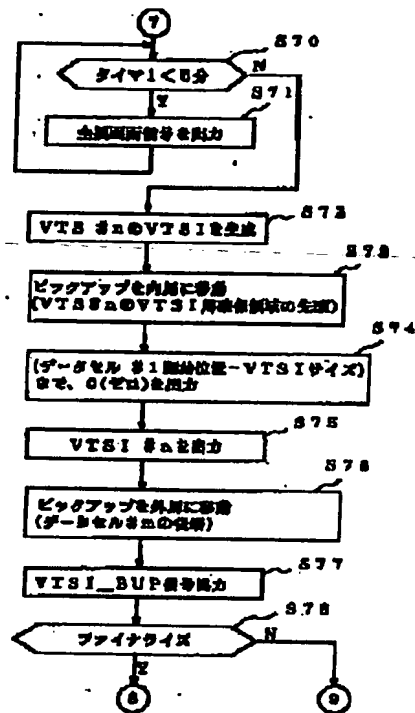 7
S70
タイマ1<5分
N
Y
S71
全黒画面信号を出力
S72
VTS #nのVTSIを生成
S73
ピックアップを内周に移動
(VTS#nのVTSI用確保領域の先頭)
S74
(データセル #1開始位置-VTSIサイズ)
まで、0(ゼロ)を出力
S75
VTSI #nを出力
S76
ピックアップを外周に移動
(データセル#mの後端)
S77
VTSI_BUP信号出力
S78
ファイナライズ
N
Y
8
9